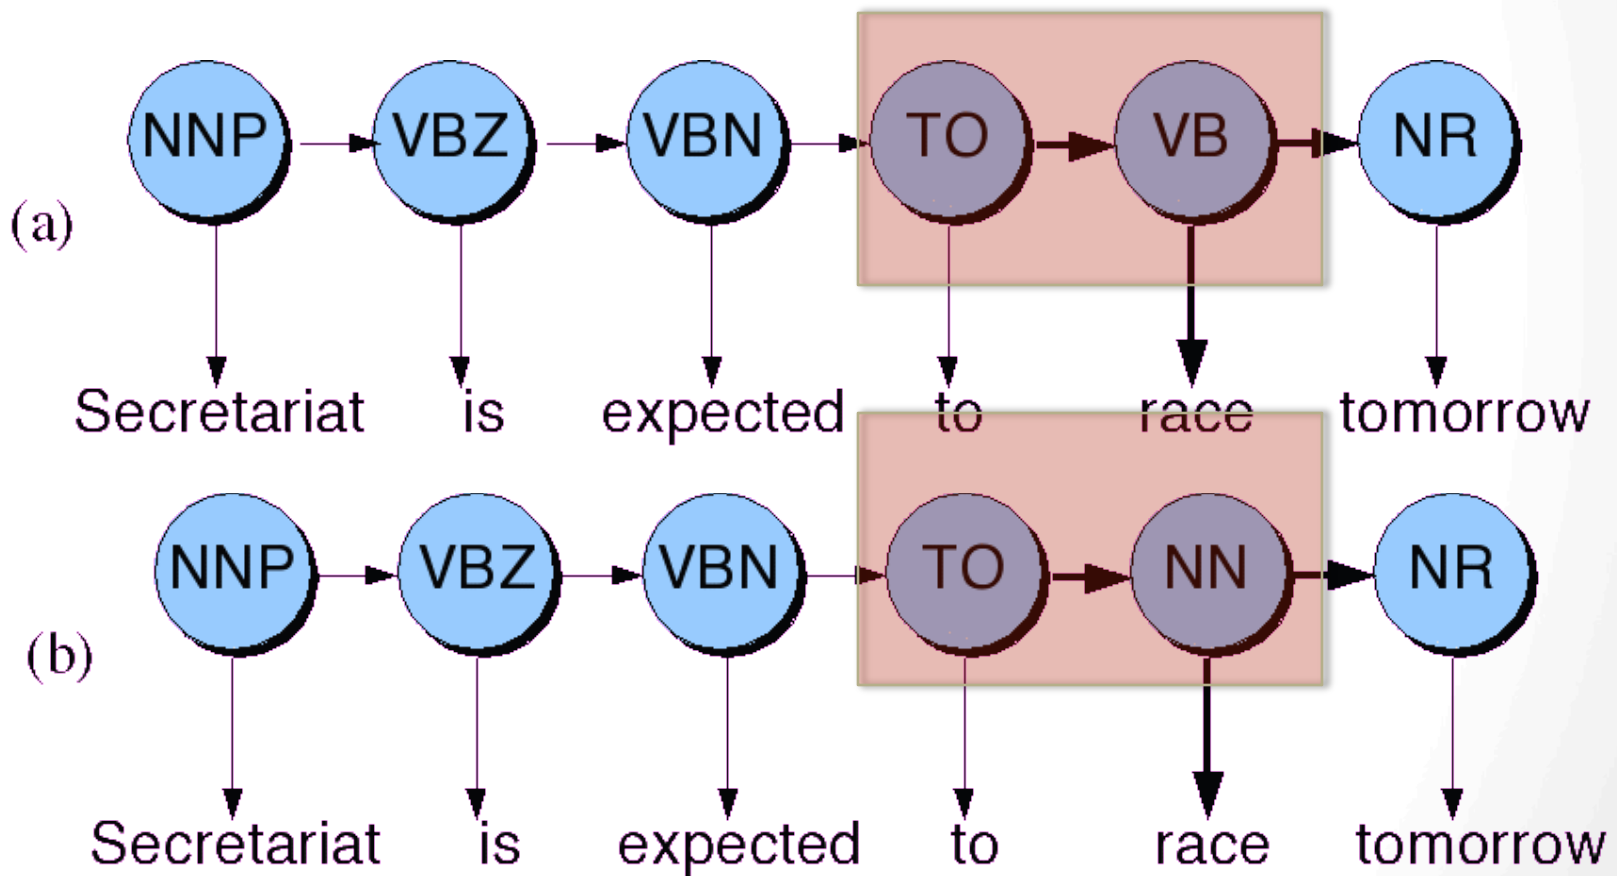 NNP VBZ VBN TO VB NR
(a)
Secretariat is expected to race tomorrow
NNP VBZ VBN TO NN NR
(b)
Secretariat is expected to race tomorrow